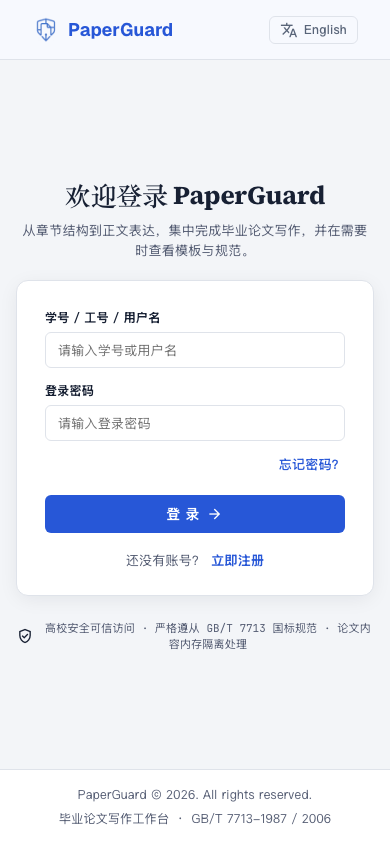 PaperGuard
English
欢迎登录 PaperGuard
从章节结构到正文表达，集中完成毕业论文写作，并在需要
时查看模板与规范。
学号 / 工号 / 用户名
请输入学号或用户名
登录密码
请输入登录密码
忘记密码?
登 录 →
还没有账号? 立即注册
高校安全可信访问 · 严格遵从 GB/T 7713 国标规范 · 论文内
容内存隔离处理
PaperGuard © 2026. All rights reserved.
毕业论文写作工作台 · GB/T 7713—1987 / 2006